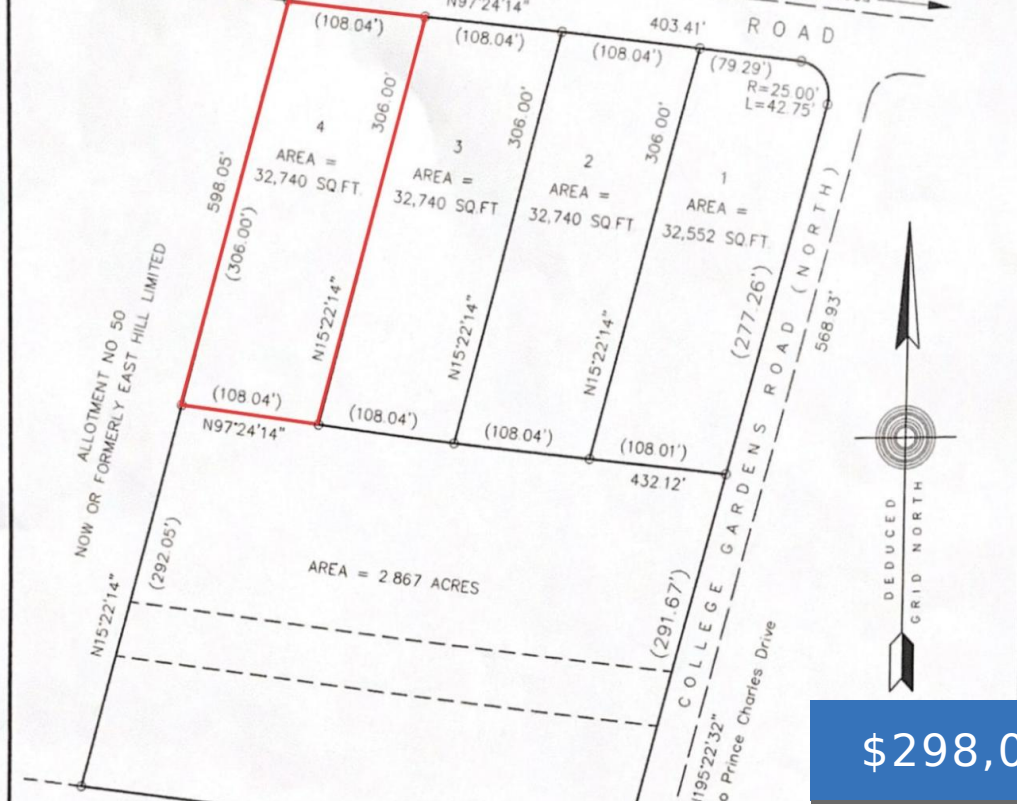 N97°24'14"
403.41'
ROAD
(108.04')
(108.04')
(108.04')
(79.29')
R=25.00'
L=42.75'
598.05'
(306.00')
306.00'
306.00'
306.00'
4
AREA =
32,740 SQ.FT.
3
AREA =
32,740 SQ.FT
2
AREA =
32,740 SQ.FT.
1
AREA =
32,552 SQ.FT.
N15°22'14"
N15°22'14"
N15°22'14"
(277.26')
568.93'
COLLEGE GARDENS ROAD (NORTH)
ALLOTMENT NO 50
NOW OR FORMERLY EAST HILL LIMITED
(108.04')
N97°24'14"
(108.04')
(108.04')
(108.01')
432.12'
(292.05')
N15°22'14"
AREA = 2.867 ACRES
(291.67')
N195°22'32"
o Prince Charles Drive
DEDUCED
GRID NORTH
$298,0